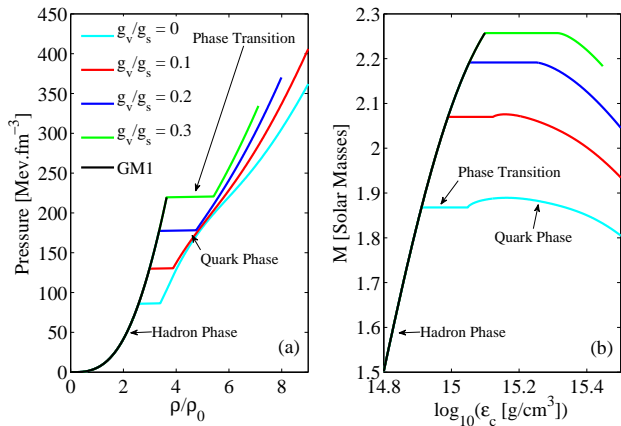 450
400
350
300
250
200
150
100
50
0
Pressure [Mev.fm⁻³]
g_v/g_s = 0
g_v/g_s = 0.1
g_v/g_s = 0.2
g_v/g_s = 0.3
GM1
Phase Transition
Quark Phase
Hadron Phase
(a)
0 2 4 6 8
ρ/ρ₀
2.3
2.2
2.1
2
1.9
1.8
1.7
1.6
1.5
M [Solar Masses]
Phase Transition
Quark Phase
Hadron Phase
(b)
14.8 15 15.2 15.4
log₁₀(ε_c [g/cm³])